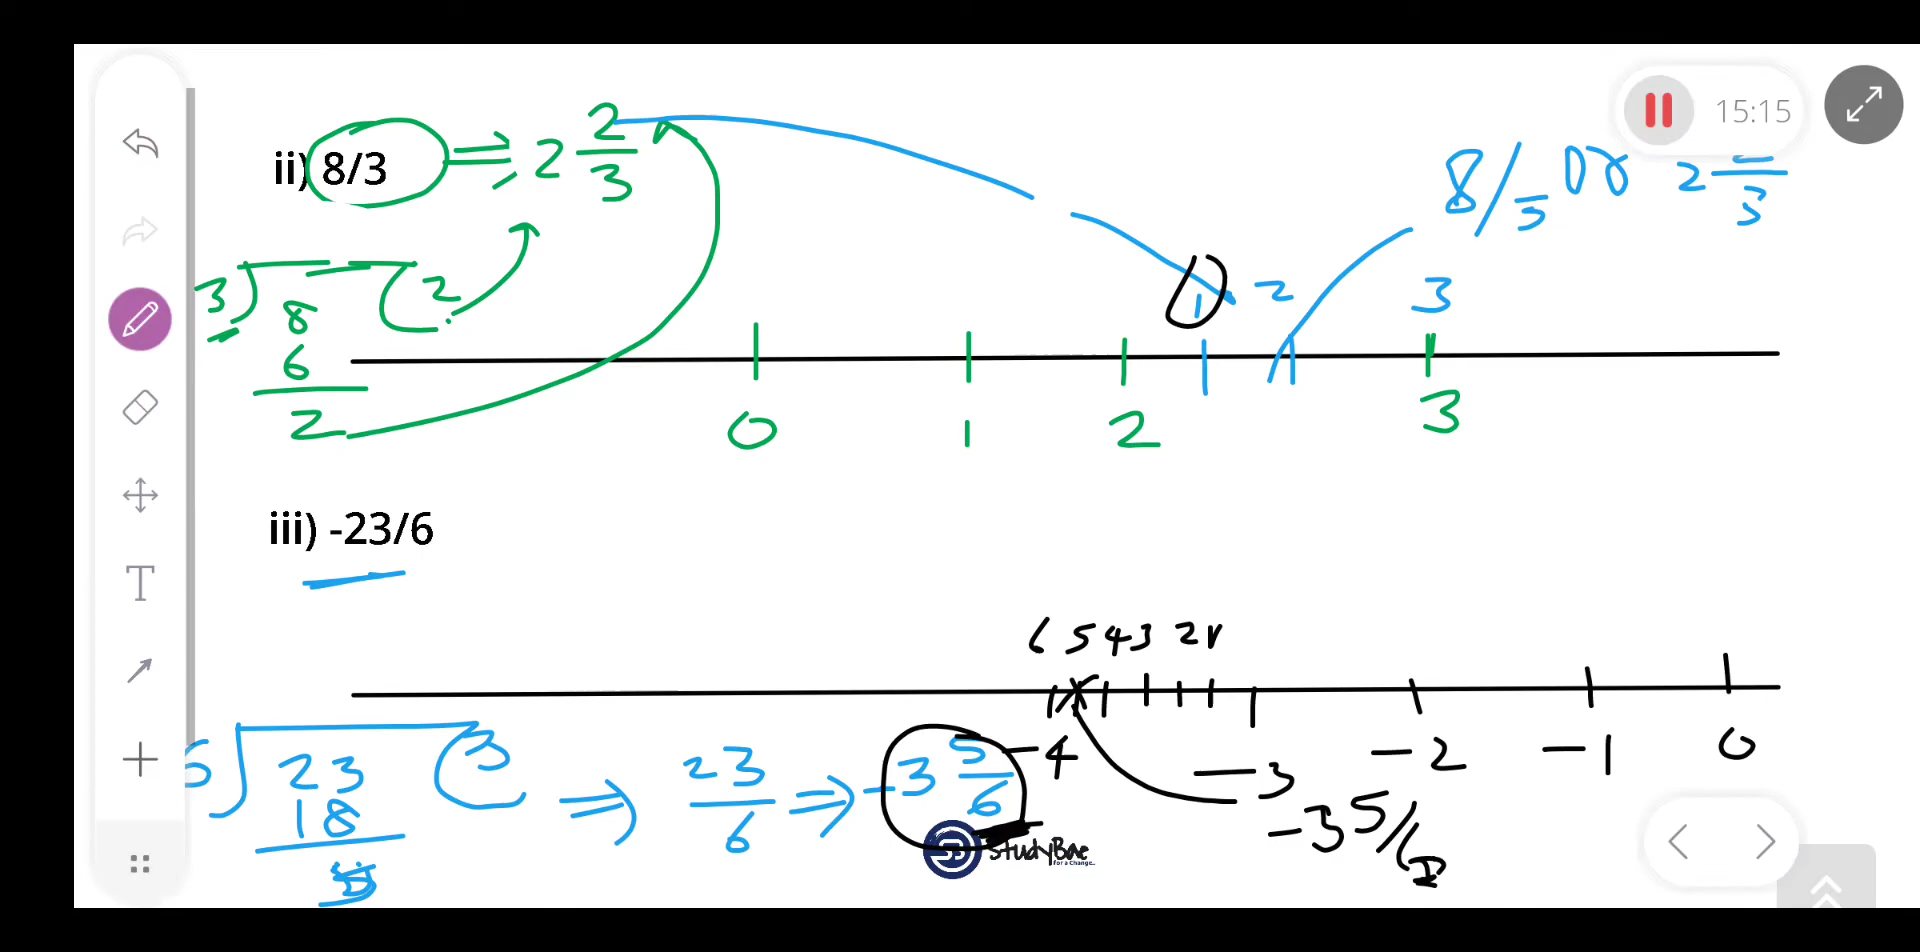 15:15
ii) 8/3 ⇒ 2 2/3
8/3 or 2 2/3
3) 8 (2
6
2
1 2 3
0 1 2 3
iii) -23/6
6 5 4 3 2 1
-4 -3 -2 -1 0
6) 23 (3
18
5
⇒ 23/6 ⇒ -3 5/6
-3 5/6
StudyBae
for a Change...
T